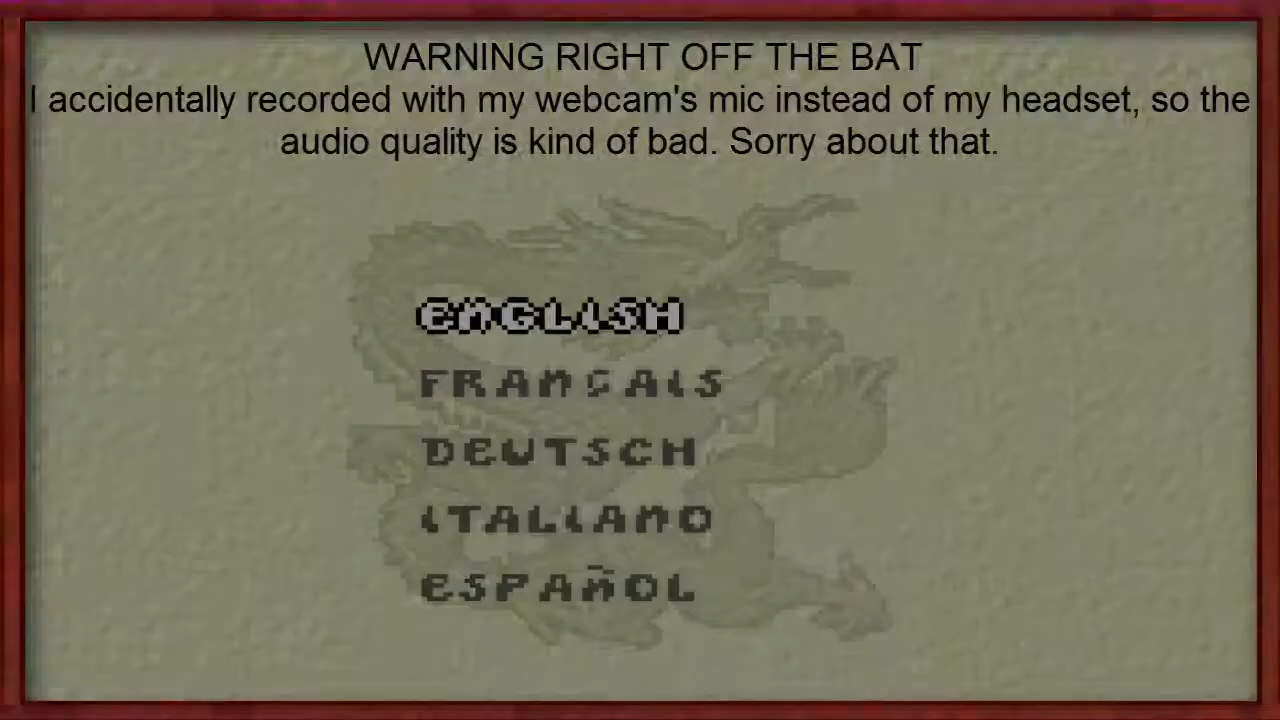 WARNING RIGHT OFF THE BAT
I accidentally recorded with my webcam's mic instead of my headset, so the
audio quality is kind of bad. Sorry about that.
ENGLISH
FRANÇAIS
DEUTSCH
ITALIANO
ESPAÑOL